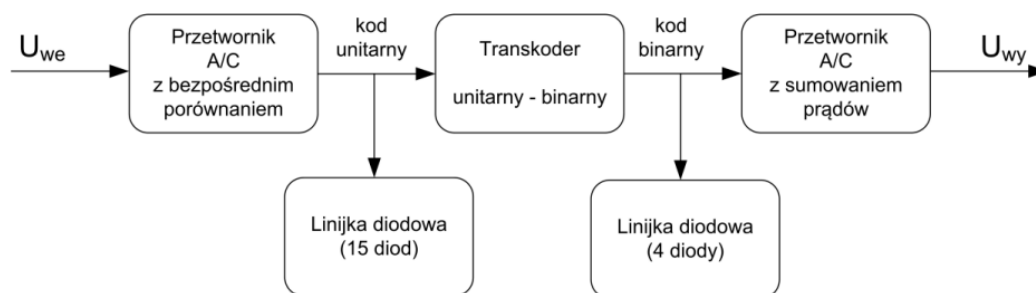 U_we
Przetwornik
A/C
z bezpośrednim
porównaniem
kod
unitarny
Transkoder
unitarny - binarny
kod
binarny
Przetwornik
A/C
z sumowaniem
prądów
U_wy
Linijka diodowa
(15 diod)
Linijka diodowa
(4 diody)